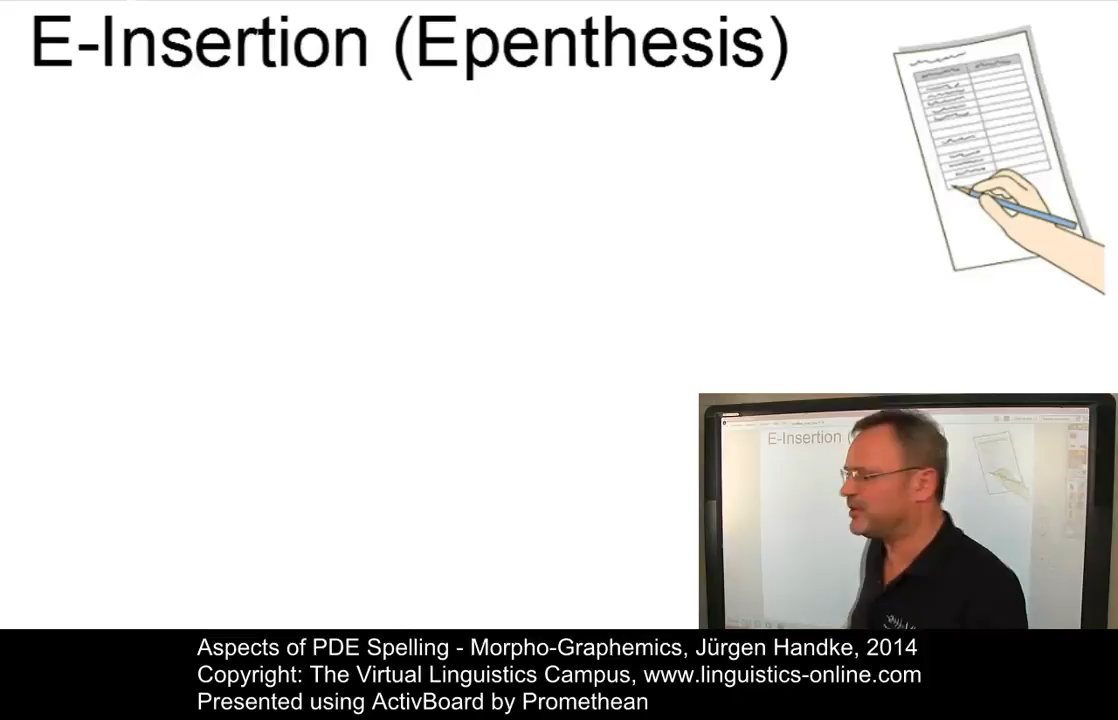 E-Insertion (Epenthesis)
E-Insertion (
Aspects of PDE Spelling - Morpho-Graphemics, Jürgen Handke, 2014
Copyright: The Virtual Linguistics Campus, www.linguistics-online.com
Presented using ActivBoard by Promethean